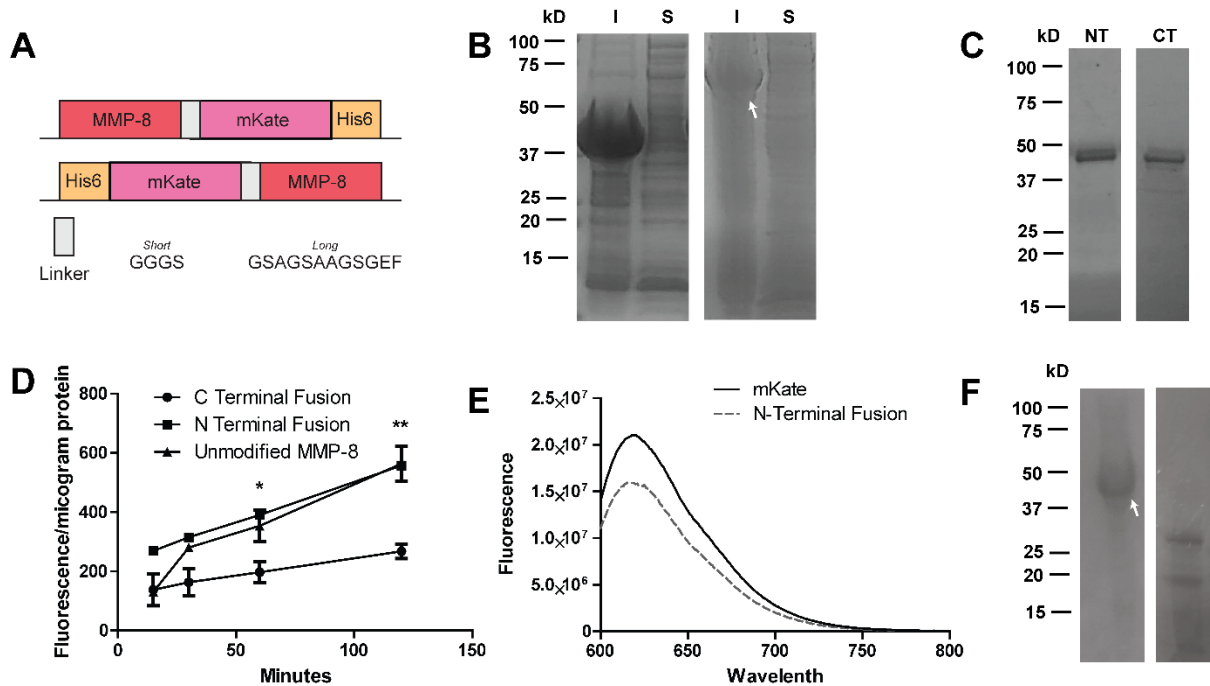 A
MMP-8 mKate His6
His6 mKate MMP-8
Linker
Short
GGGS
Long
GSAGSAAGSGEF
B
kD I S I S
100
75
50
37
25
20
15
C
kD NT CT
100
75
50
37
25
20
15
D
Fluorescence/micogram protein
800
600
400
200
0
C Terminal Fusion
N Terminal Fusion
Unmodified MMP-8
*
**
0 50 100 150
Minutes
E
Fluorescence
2.5×10⁷
2.0×10⁷
1.5×10⁷
1.0×10⁷
5.0×10⁶
0
mKate
N-Terminal Fusion
600 650 700 750 800
Wavelenth
F
kD
100
75
50
37
25
20
15